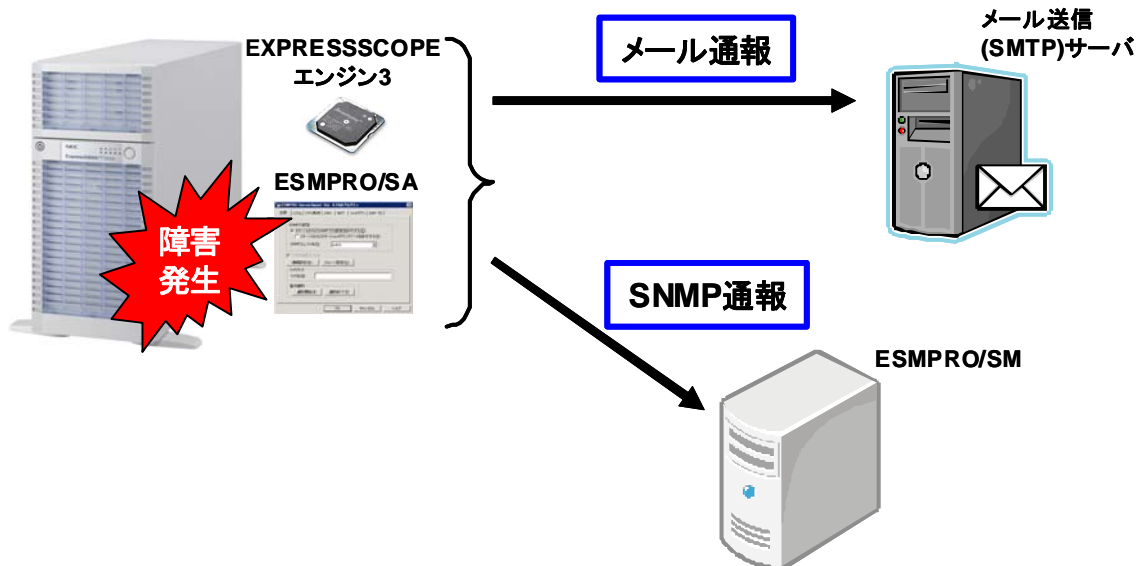 EXPRESSSCOPE
エンジン3
ESMPRO/SA
障害
発生
メール通報
メール送信
(SMTP)サーバ
SNMP通報
ESMPRO/SM